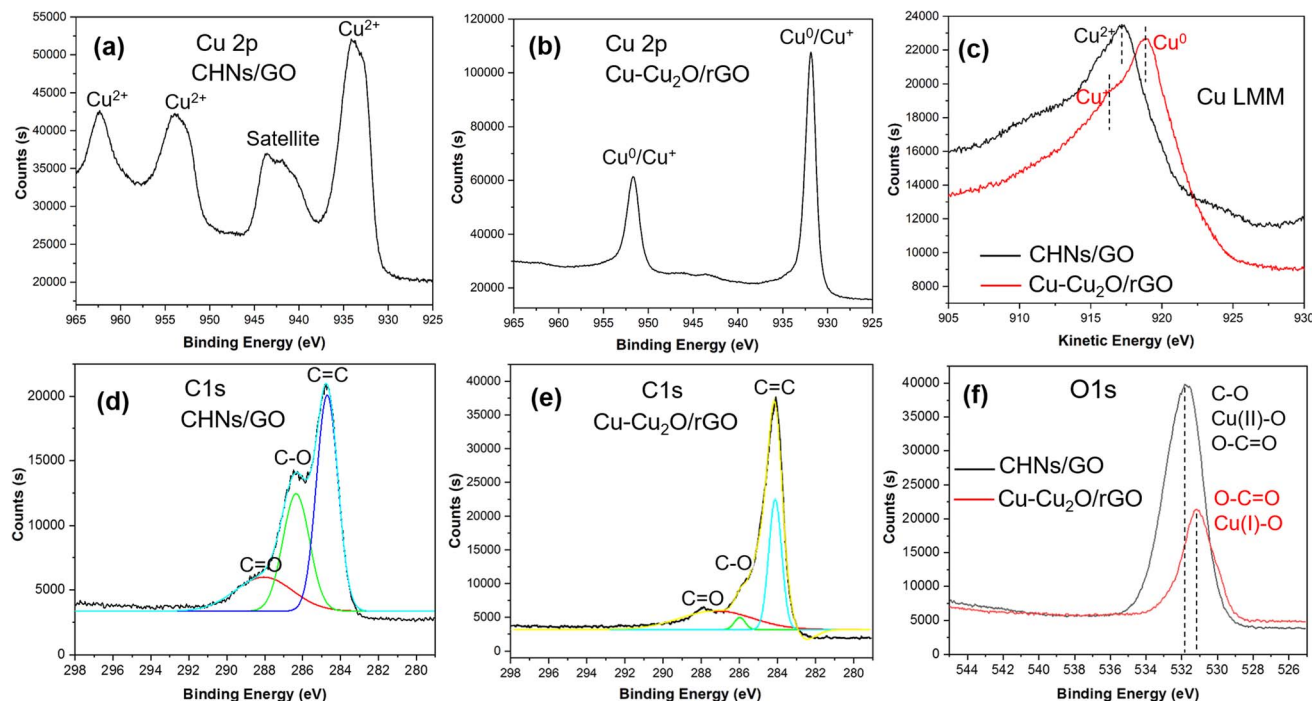 (a)
Cu 2p
CHNs/GO
Cu²⁺
Cu²⁺
Satellite
Cu²⁺
55000
50000
45000
40000
35000
30000
25000
20000
Counts (s)
965 960 955 950 945 940 935 930 925
Binding Energy (eV)
(b)
Cu 2p
Cu-Cu₂O/rGO
Cu⁰/Cu⁺
Cu⁰/Cu⁺
120000
100000
80000
60000
40000
20000
Counts (s)
965 960 955 950 945 940 935 930 925
Binding Energy (eV)
(c)
Cu²⁺
Cu⁰
Cu⁺
Cu LMM
CHNs/GO
Cu-Cu₂O/rGO
24000
22000
20000
18000
16000
14000
12000
10000
8000
Counts (s)
905 910 915 920 925 930
Kinetic Energy (eV)
(d)
C1s
CHNs/GO
C=C
C-O
C=O
20000
15000
10000
5000
0
Counts (s)
298 296 294 292 290 288 286 284 280
Binding Energy (eV)
(e)
C1s
Cu-Cu₂O/rGO
C=C
C-O
C=O
40000
35000
30000
25000
20000
15000
10000
5000
0
Counts (s)
298 296 294 292 290 288 286 284 282 280
Binding Energy (eV)
(f)
O1s
C-O
Cu(II)-O
O-C=O
CHNs/GO
Cu-Cu₂O/rGO
O-C=O
Cu(I)-O
40000
35000
30000
25000
20000
15000
10000
5000
0
Counts (s)
544 542 540 538 536 534 532 530 528 526
Binding Energy (eV)